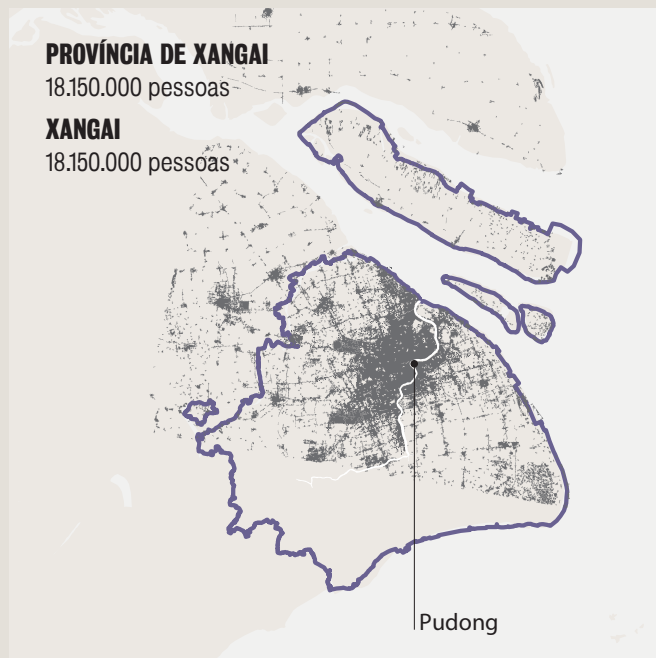 PROVÍNCIA DE XANGAI
18.150.000 pessoas
XANGAI
18.150.000 pessoas
Pudong